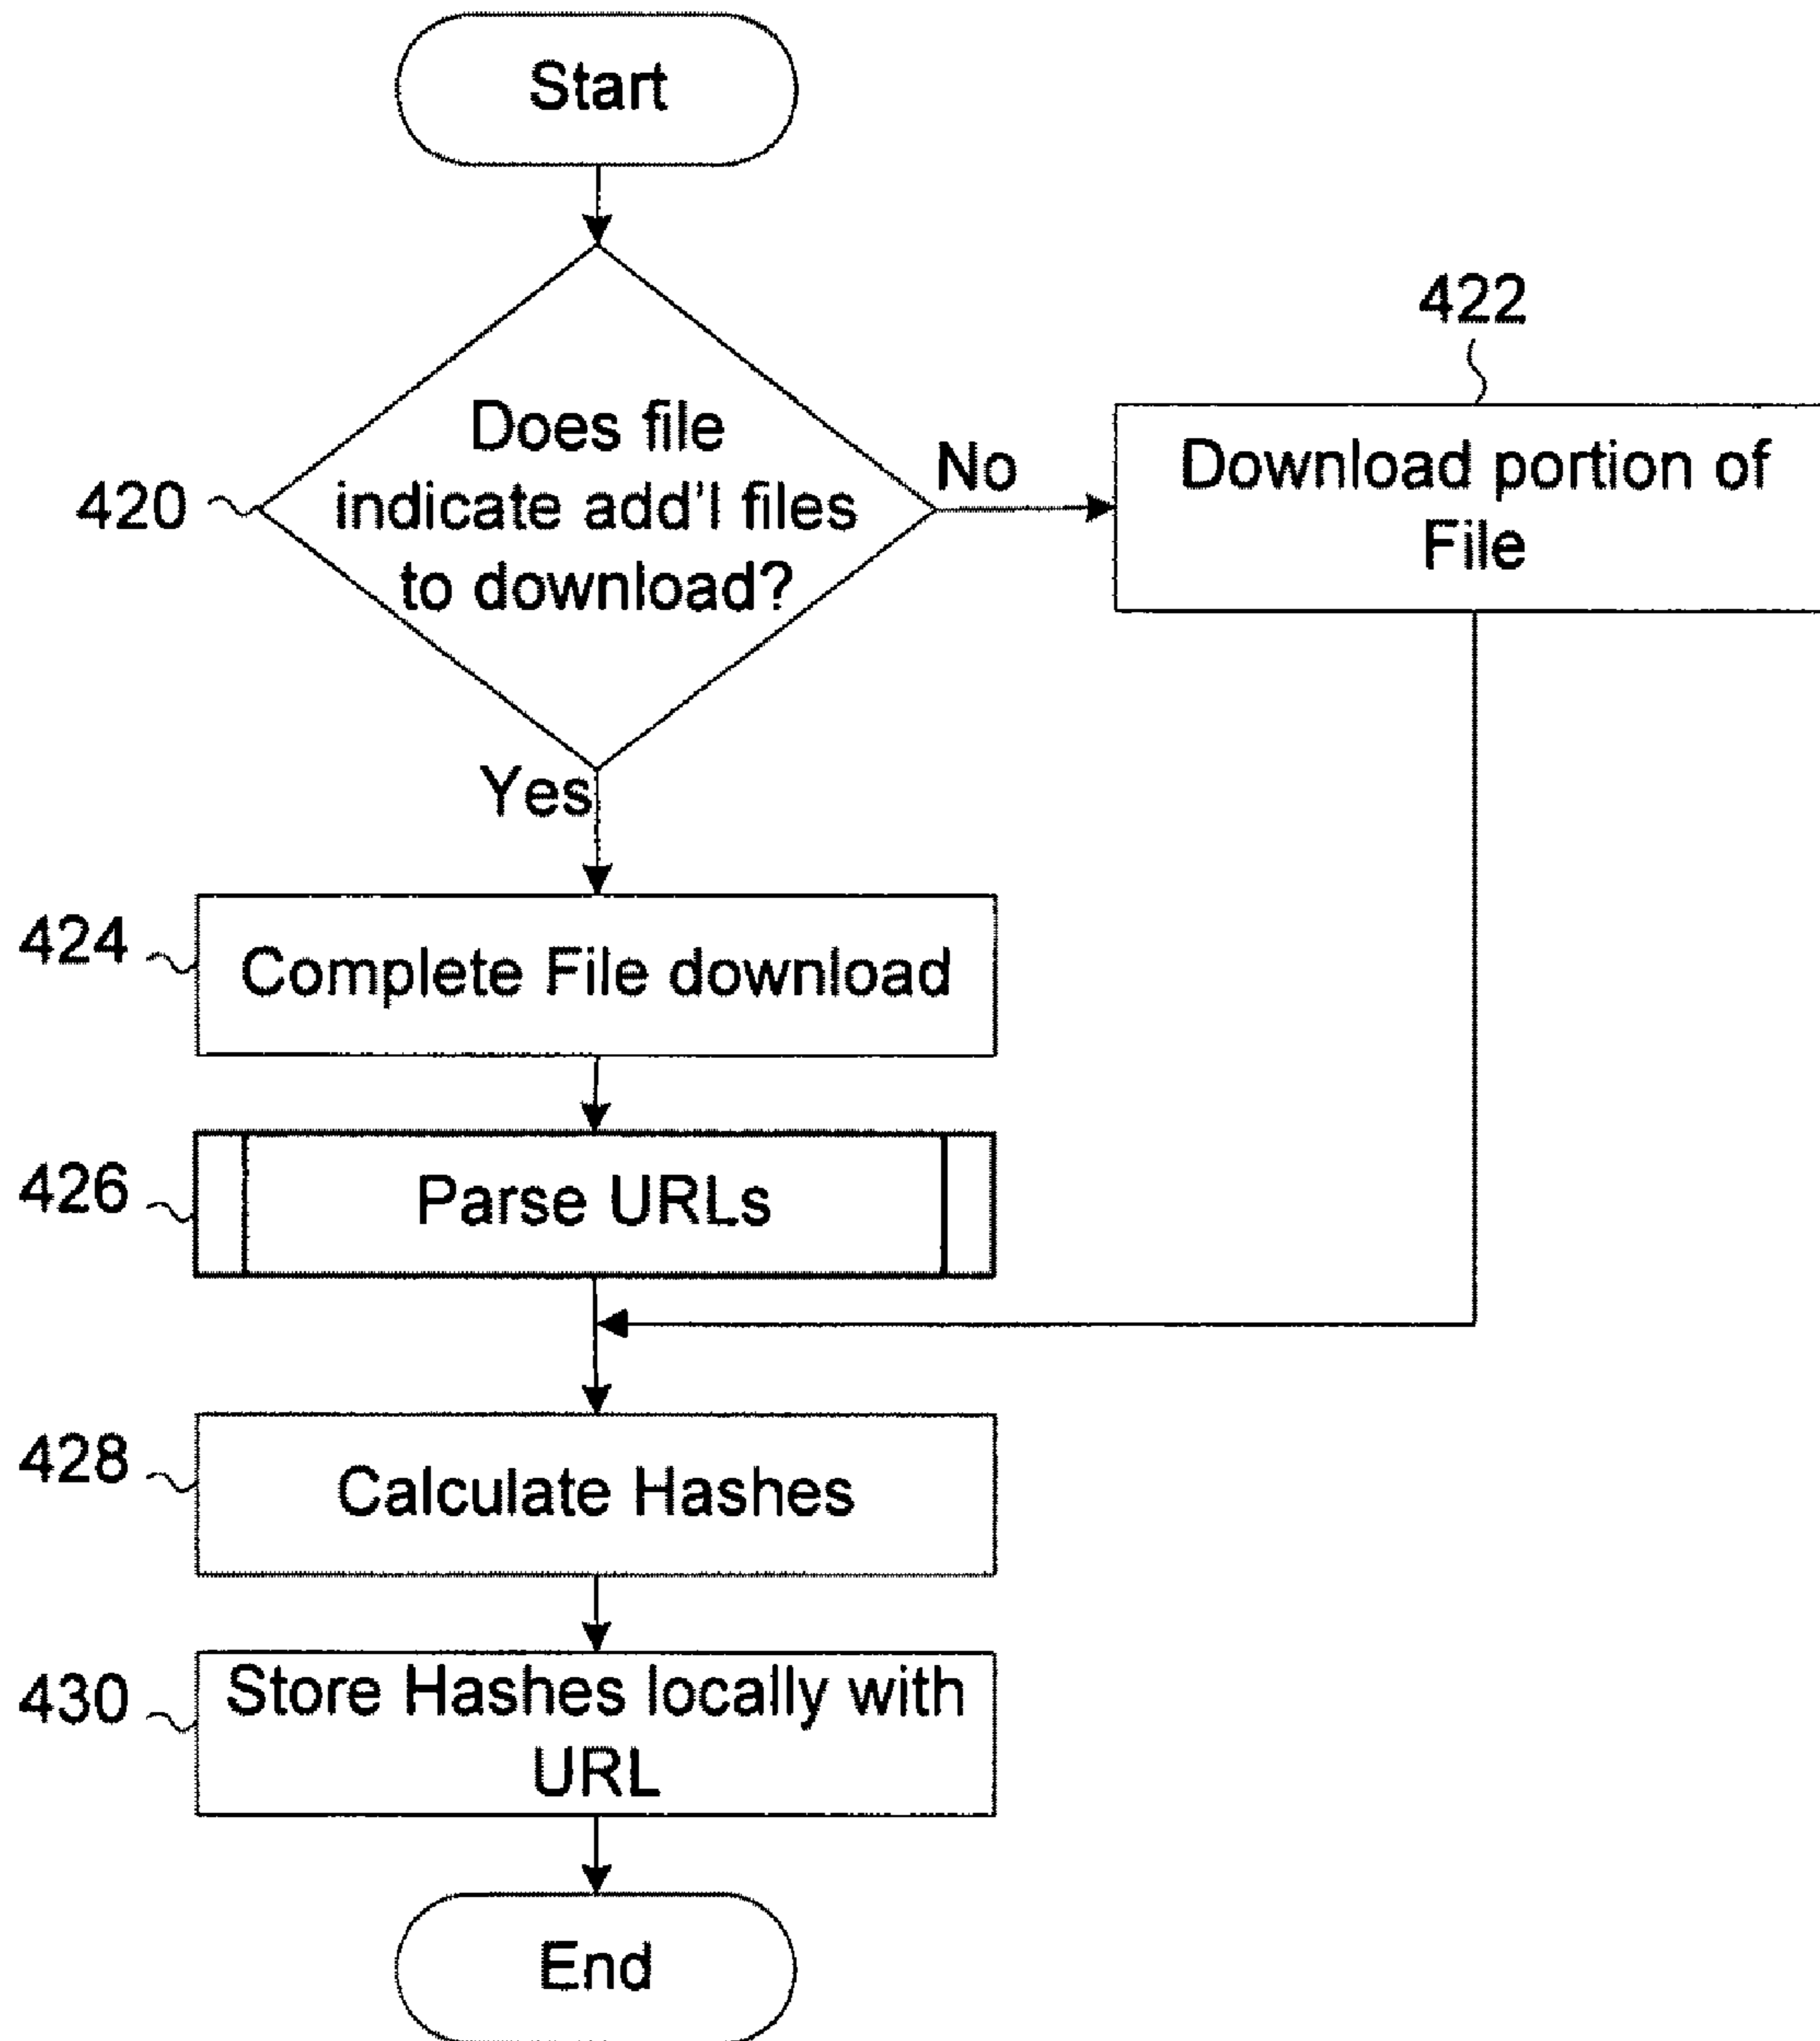 Start
422
Does file
indicate add'l files
to download?
420
No
Download portion of
File
Yes
424
Complete File download
426
Parse URLs
428
Calculate Hashes
430
Store Hashes locally with
URL
End